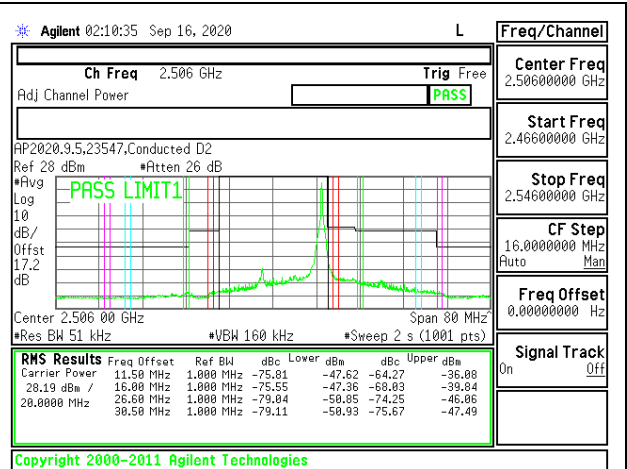 Agilent 02:10:35 Sep 16, 2020 L Freq/Channel
Ch Freq 2.506 GHz Trig Free
Adj Channel Power PASS
Center Freq
2.50600000 GHz
Start Freq
2.46600000 GHz
AP2020.9.5,23547,Conducted D2
Ref 28 dBm #Atten 26 dB
#Avg
Log
10
dB/
Offst
17.2
dB
PASS LIMIT1
Stop Freq
2.54600000 GHz
CF Step
16.0000000 MHz
Auto Man
Freq Offset
0.00000000 Hz
Center 2.506 00 GHz Span 80 MHz^
#Res BW 51 kHz #VBW 160 kHz #Sweep 2 s (1001 pts)
Signal Track
On Off
RMS Results Freq Offset Ref BW dBc Lower dBm dBc Upper dBm
Carrier Power 11.50 MHz 1.000 MHz -75.81 -47.62 -64.27 -36.08
28.19 dBm / 16.00 MHz 1.000 MHz -75.55 -47.36 -68.03 -39.84
20.0000 MHz 26.60 MHz 1.000 MHz -79.04 -50.85 -74.25 -46.06
30.50 MHz 1.000 MHz -79.11 -50.93 -75.67 -47.49
Copyright 2000-2011 Agilent Technologies